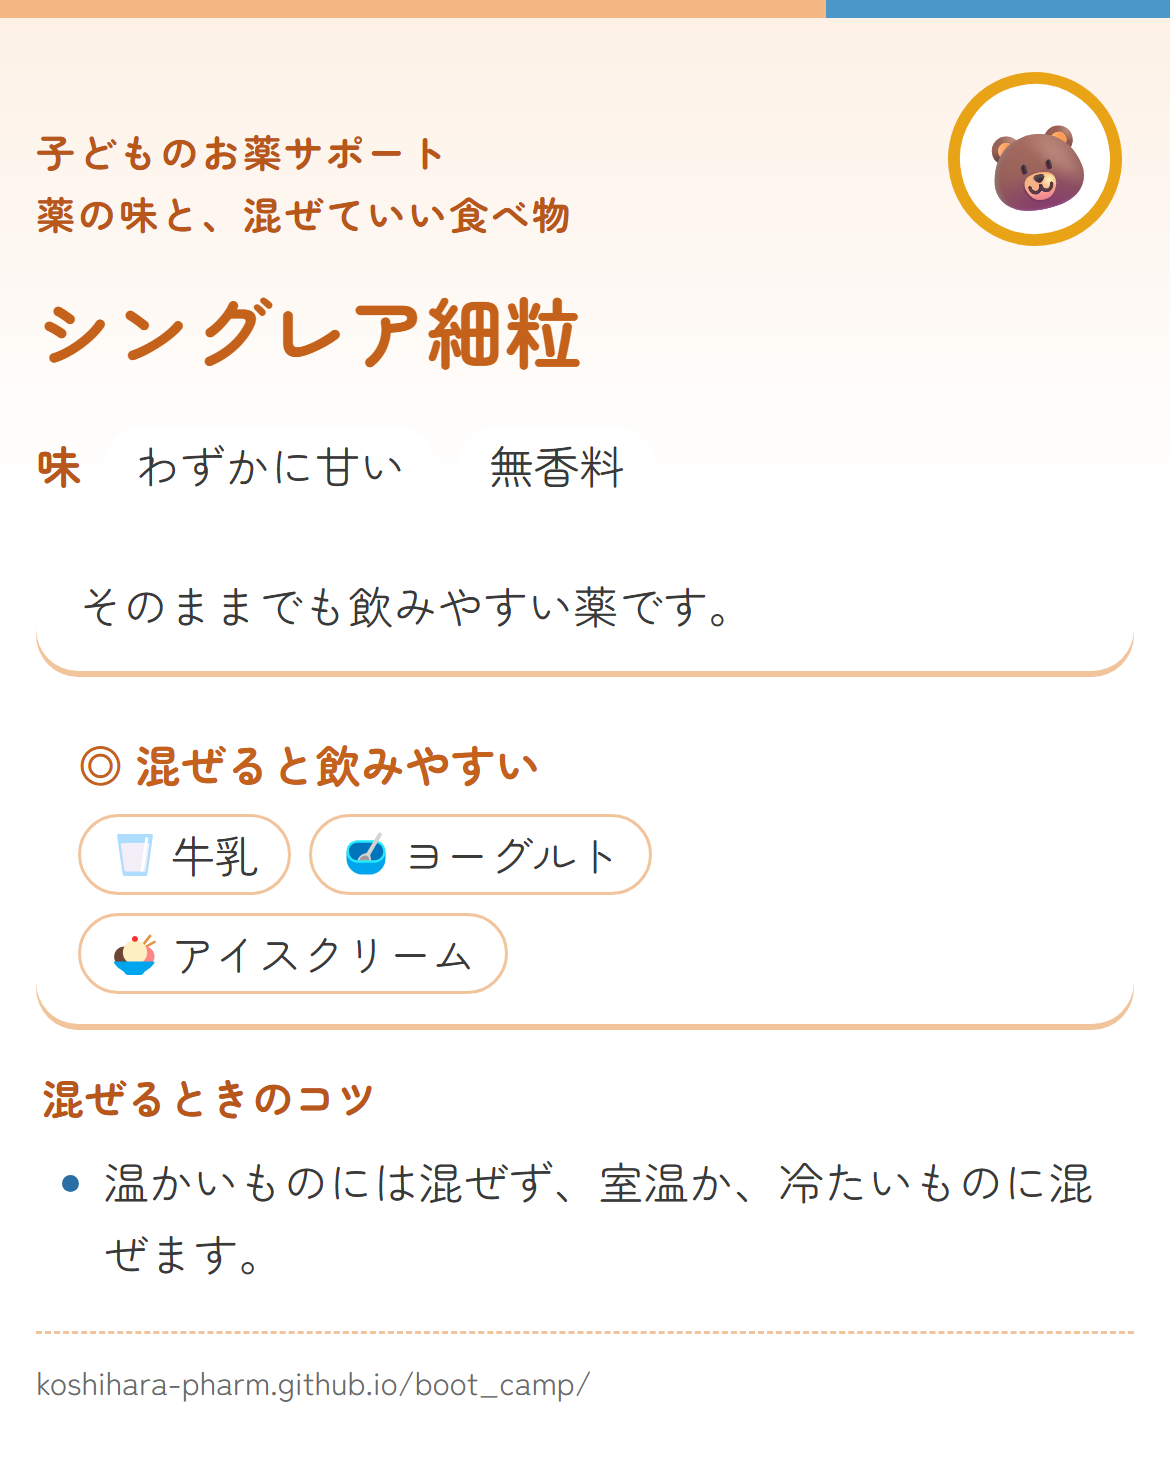 子どものお薬サポート
薬の味と、混ぜていい食べ物
シングレア細粒
味 わずかに甘い 無香料
そのままでも飲みやすい薬です。
◎ 混ぜると飲みやすい
牛乳 ヨーグルト
アイスクリーム
混ぜるときのコツ
温かいものには混ぜず、室温か、冷たいものに混
ぜます。
koshihara-pharm.github.io/boot_camp/